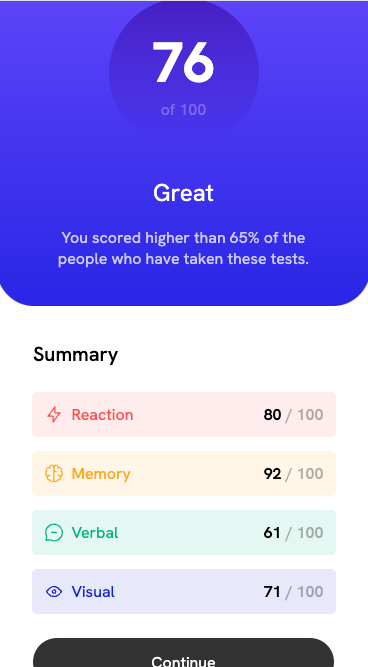 76
of 100
Great
You scored higher than 65% of the
people who have taken these tests.
Summary
Reaction 80 / 100
Memory 92 / 100
Verbal 61 / 100
Visual 71 / 100
Continue